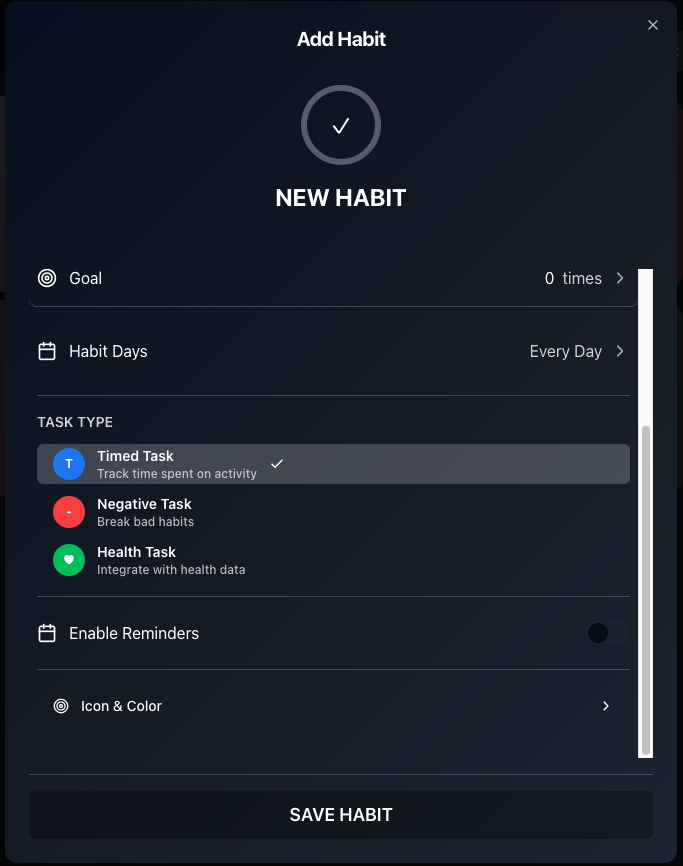 Add Habit
NEW HABIT
Goal 0 times
Habit Days Every Day
TASK TYPE
T Timed Task
Track time spent on activity
- Negative Task
Break bad habits
Health Task
Integrate with health data
Enable Reminders
Icon & Color
SAVE HABIT